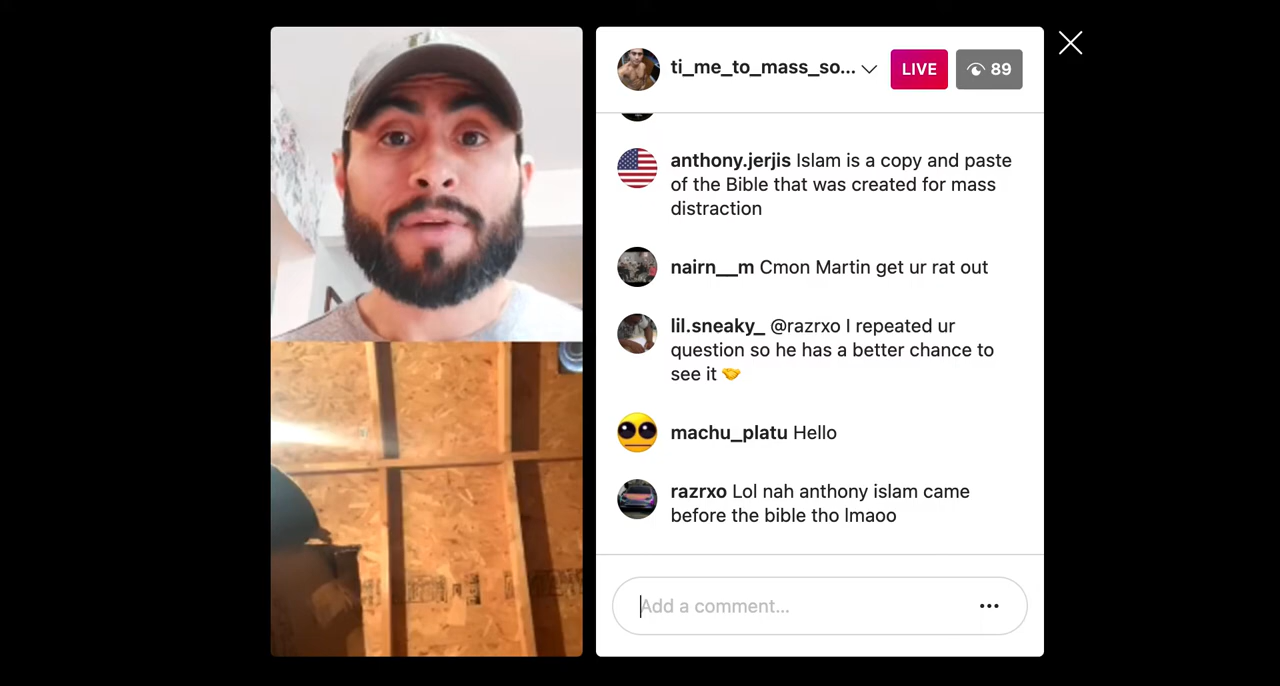 ti_me_to_mass_so...
LIVE
89
anthony.jerjis Islam is a copy and paste
of the Bible that was created for mass
distraction
nairn__m Cmon Martin get ur rat out
lil.sneaky_ @razrxo I repeated ur
question so he has a better chance to
see it 🤝
machu_platu Hello
razrxo Lol nah anthony islam came
before the bible tho lmaoo
Add a comment...